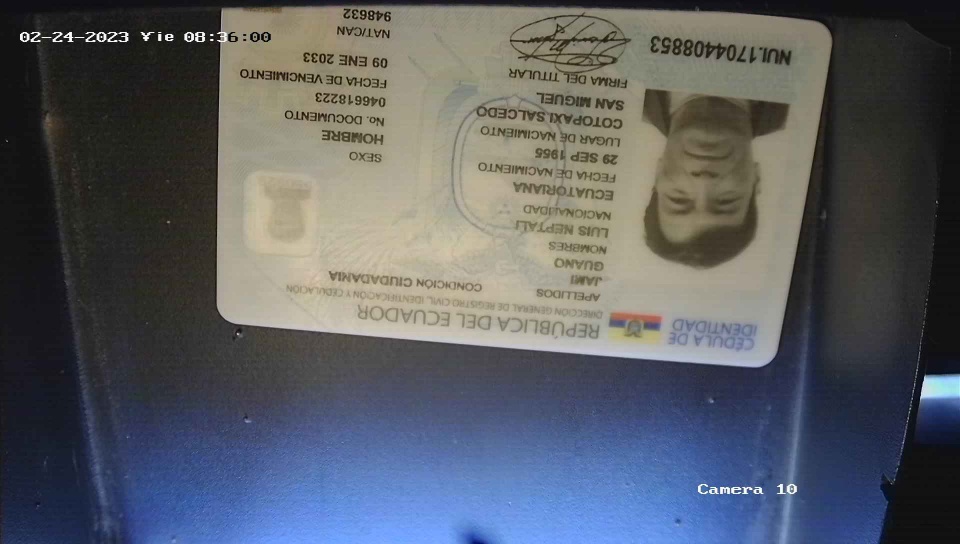 02-24-2023 Vie 08:36:00
CÉDULA DE
IDENTIDAD
REPÚBLICA DEL ECUADOR
DIRECCIÓN GENERAL DE REGISTRO CIVIL, IDENTIFICACIÓN Y CEDULACIÓN
APELLIDOS
JAMI
GUANO
CONDICIÓN CIUDADANÍA
NOMBRES
LUIS NEPTALI
NACIONALIDAD
ECUATORIANA
FECHA DE NACIMIENTO
29 SEP 1955
LUGAR DE NACIMIENTO
COTOPAXI SALCEDO
SAN MIGUEL
FIRMA DEL TITULAR
SEXO
HOMBRE
No. DOCUMENTO
046618223
FECHA DE VENCIMIENTO
09 ENE 2033
NAT/CAN
948632
NUI.1704408853
Camera 10